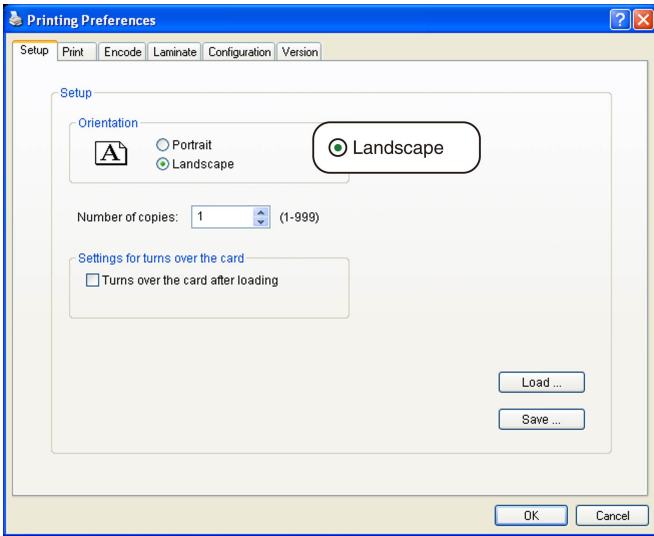 Printing Preferences
Setup Print Encode Laminate Configuration Version
Setup
Orientation
A
Portrait
Landscape
Landscape
Number of copies: 1 (1-999)
Settings for turns over the card
Turns over the card after loading
Load ...
Save ...
OK Cancel